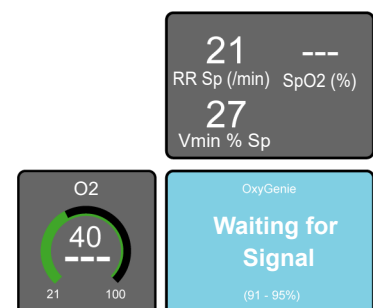 21 ---
RR Sp (/min) SpO2 (%)
27
Vmin % Sp
O2
40
---
21 100
OxyGenie
Waiting for
Signal
(91 - 95%)